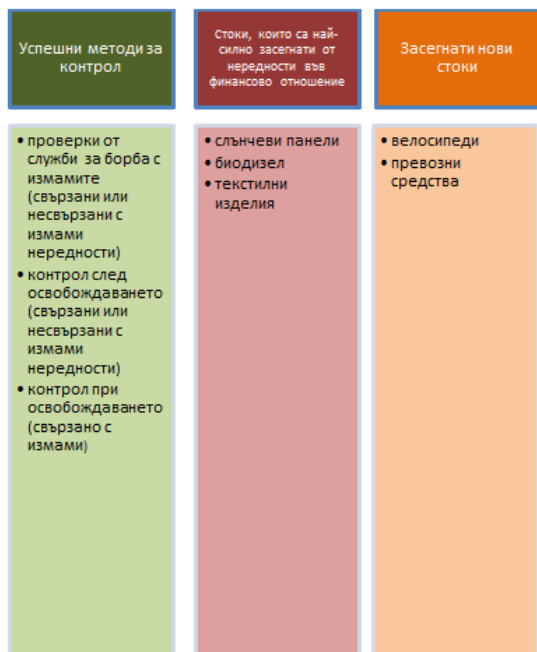 Успешни методи за
контрол
• проверки от
служби за борба с
измамите
(свързани или
несвързани с
измами
нередности)
• контрол след
освобождаването
(свързани или
несвързани с
измами
нередности)
• контрол при
освобождаването
(свързано с
измами)
Стоки, които са най-
силно засегнати от
нередности във
финансово отношение
• слънчеви панели
• биодизел
• текстилни
изделия
Засегнати нови
стоки
• велосипеди
• превозни
средства